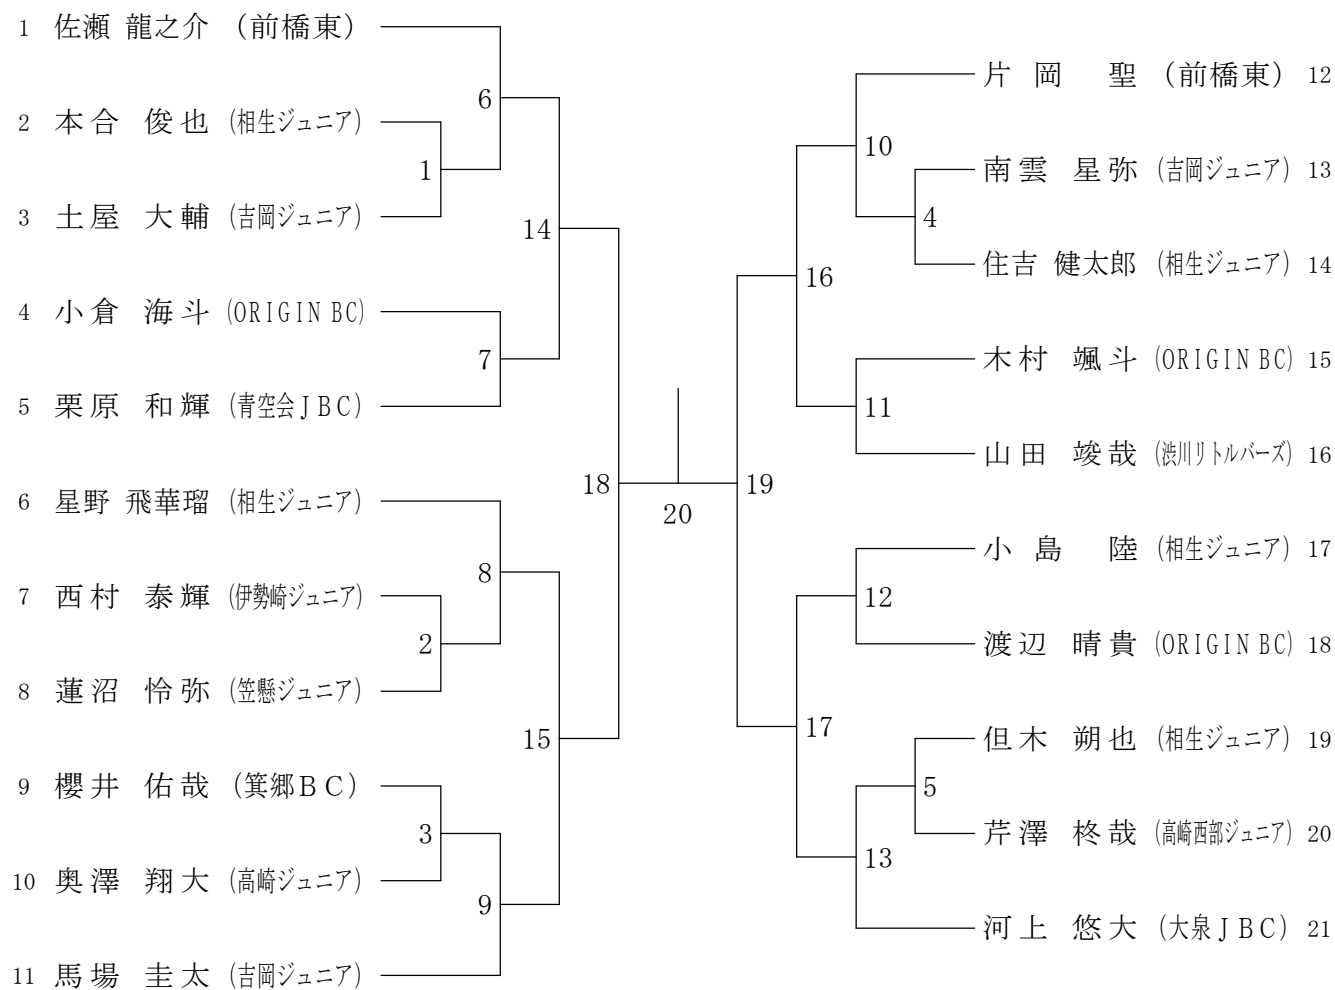 1 佐瀬 龍之介 (前橋東)
2 本合 俊也 (相生ジュニア)
3 土屋 大輔 (吉岡ジュニア)
4 小倉 海斗 (ORIGIN BC)
5 栗原 和輝 (青空会JBC)
6 星野 飛華瑠 (相生ジュニア)
7 西村 泰輝 (伊勢崎ジュニア)
8 蓮沼 怜弥 (笠懸ジュニア)
9 櫻井 佑哉 (箕郷BC)
10 奥澤 翔大 (高崎ジュニア)
11 馬場 圭太 (吉岡ジュニア)
6
1
14
7
18
8
2
15
3
9
20
10
4
16
11
19
12
17
5
13
片岡 聖 (前橋東) 12
南雲 星弥 (吉岡ジュニア) 13
住吉 健太郎 (相生ジュニア) 14
木村 颯斗 (ORIGIN BC) 15
山田 竣哉 (渋川リトルバーズ) 16
小島 陸 (相生ジュニア) 17
渡辺 晴貴 (ORIGIN BC) 18
但木 朔也 (相生ジュニア) 19
芹澤 柊哉 (高崎西部ジュニア) 20
河上 悠大 (大泉JBC) 21